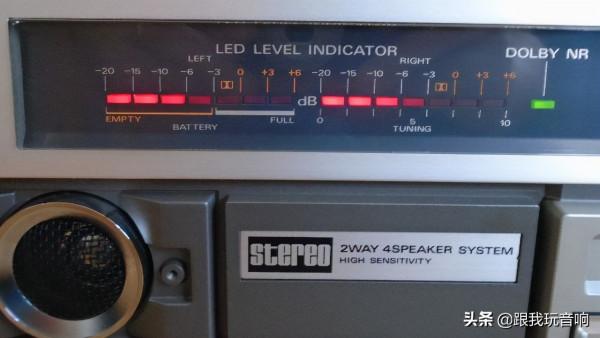 LED LEVEL INDICATOR
DOLBY NR
LEFT
RIGHT
-20 -15 -10 -6 -3 0 +3 +6
-20 -15 -10 -6 -3 0 +3 +6
dB
EMPTY
BATTERY
FULL
0 5 10
TUNING
stereo
2WAY 4SPEAKER SYSTEM
HIGH SENSITIVITY
头条 @跟我玩音响